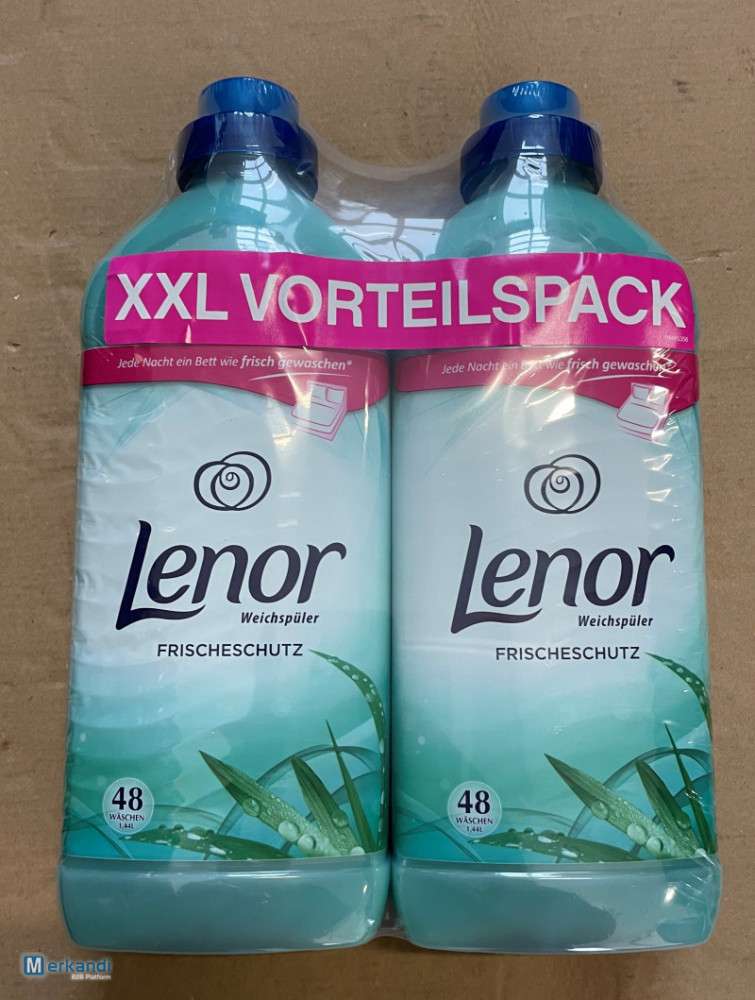 XXL VORTEILSPACK
Jede Nacht ein Bett wie frisch gewaschen*
Lenor
Weichspüler
FRISCHESCHUTZ
48
WÄSCHEN
1,44L
Jede Nacht ein Bett wie frisch gewaschen*
Lenor
Weichspüler
FRISCHESCHUTZ
48
WÄSCHEN
1,44L
Merkandi
B2B Platform